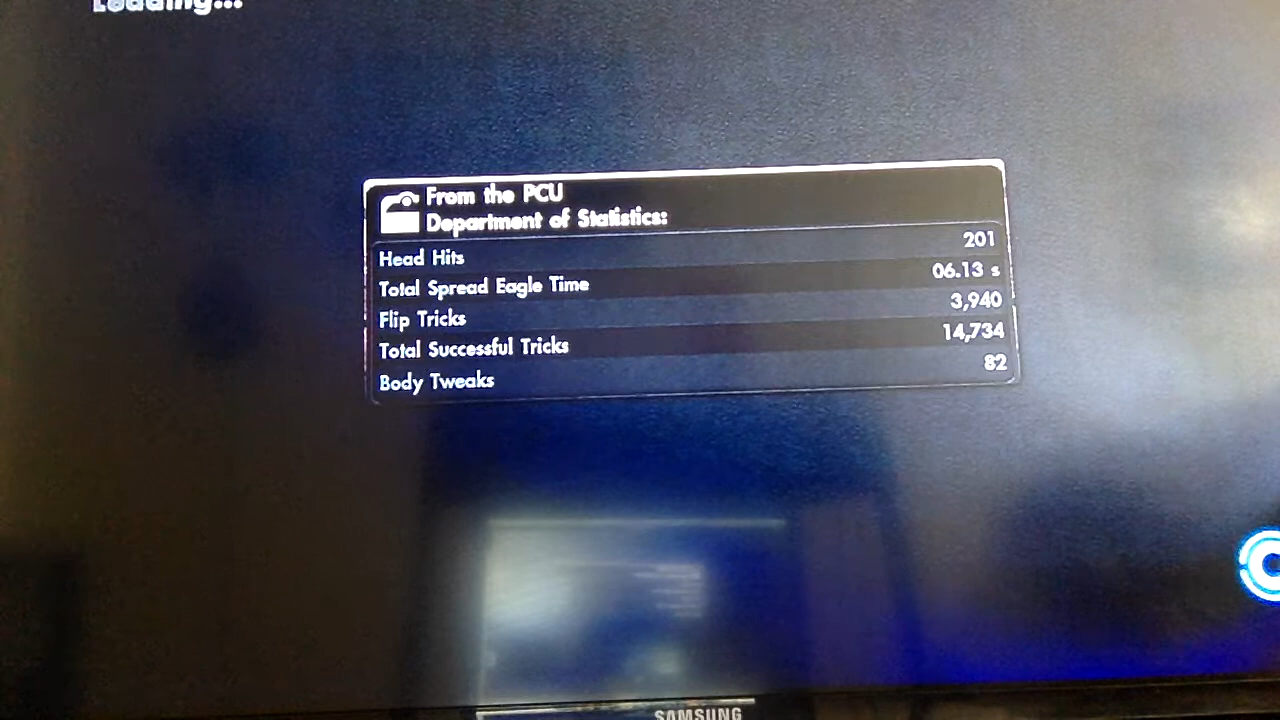 Loading...
From the PCU
Department of Statistics:
Head Hits 201
Total Spread Eagle Time 06.13 s
Flip Tricks 3,940
Total Successful Tricks 14,734
Body Tweaks 82
SAMSUNG